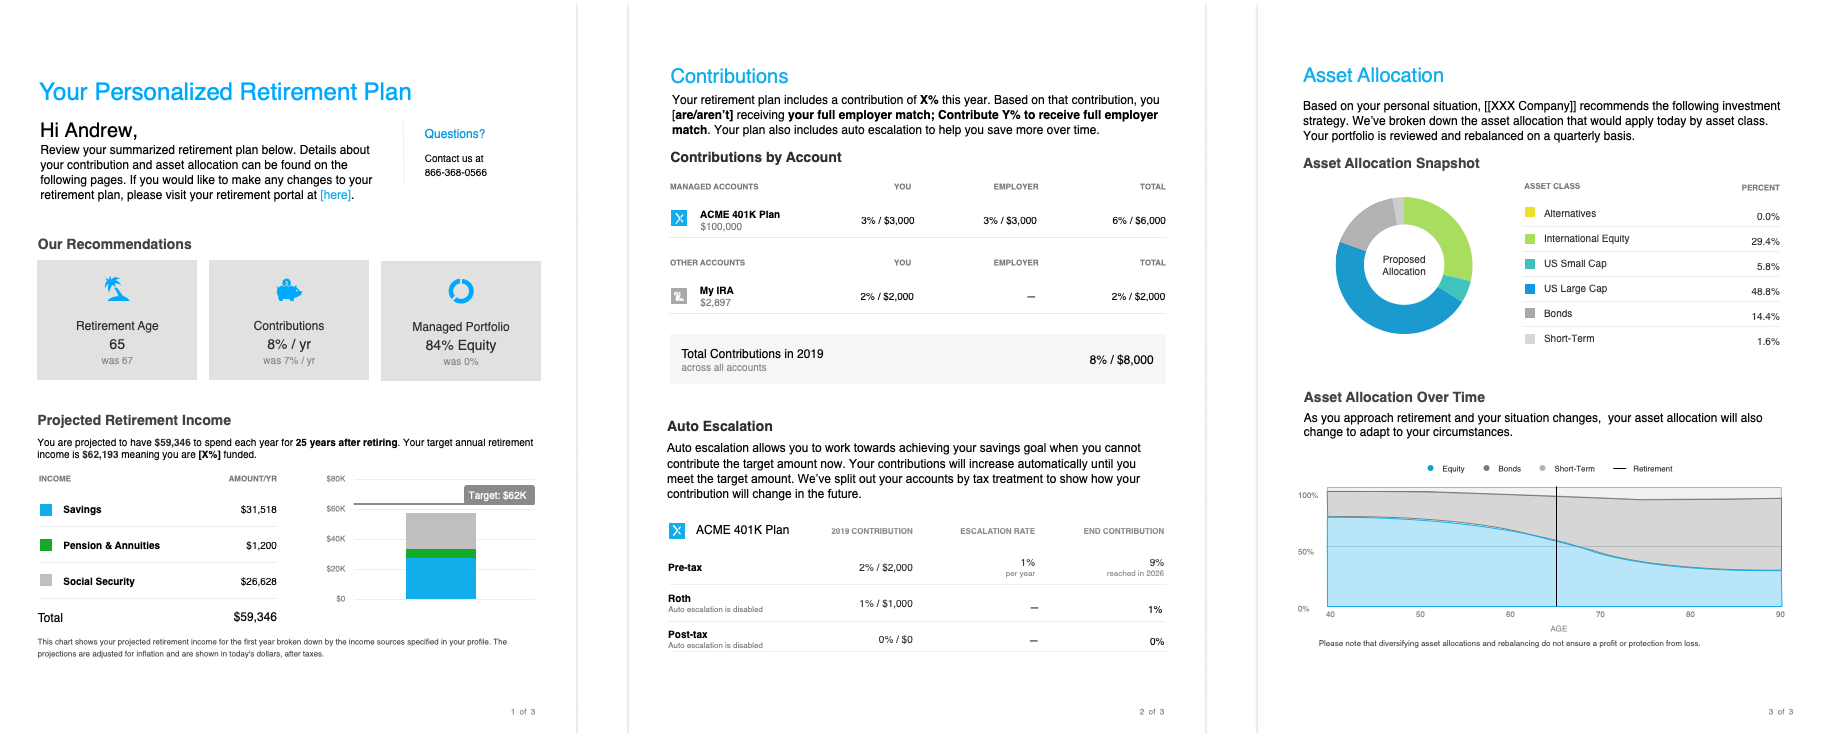 Your Personalized Retirement Plan
Hi Andrew,
Review your summarized retirement plan below. Details about
your contribution and asset allocation can be found on the
following pages. If you would like to make any changes to your
retirement plan, please visit your retirement portal at [here].
Questions?
Contact us at
866-368-0566
Our Recommendations
Retirement Age
65
was 67
Contributions
8% / yr
was 7% / yr
Managed Portfolio
84% Equity
was 0%
Projected Retirement Income
You are projected to have $59,346 to spend each year for 25 years after retiring. Your target annual retirement
income is $62,193 meaning you are [X%] funded.
INCOME AMOUNT/YR
Savings $31,518
Pension & Annuities $1,200
Social Security $26,628
Total $59,346
$80K
Target: $62K
$60K
$40K
$20K
$0
This chart shows your projected retirement income for the first year broken down by the income sources specified in your profile. The
projections are adjusted for inflation and are shown in today's dollars, after taxes.
1 of 3
Contributions
Your retirement plan includes a contribution of X% this year. Based on that contribution, you
[are/aren't] receiving your full employer match; Contribute Y% to receive full employer
match. Your plan also includes auto escalation to help you save more over time.
Contributions by Account
MANAGED ACCOUNTS YOU EMPLOYER TOTAL
ACME 401K Plan 3% / $3,000 3% / $3,000 6% / $6,000
$100,000
OTHER ACCOUNTS YOU EMPLOYER TOTAL
My IRA 2% / $2,000 — 2% / $2,000
$2,897
Total Contributions in 2019 8% / $8,000
across all accounts
Auto Escalation
Auto escalation allows you to work towards achieving your savings goal when you cannot
contribute the target amount now. Your contributions will increase automatically until you
meet the target amount. We've split out your accounts by tax treatment to show how your
contribution will change in the future.
ACME 401K Plan 2019 CONTRIBUTION ESCALATION RATE END CONTRIBUTION
Pre-tax 2% / $2,000 1% 9%
per year reached in 2026
Roth 1% / $1,000 — 1%
Auto escalation is disabled
Post-tax 0% / $0 — 0%
Auto escalation is disabled
2 of 3
Asset Allocation
Based on your personal situation, [[XXX Company]] recommends the following investment
strategy. We've broken down the asset allocation that would apply today by asset class.
Your portfolio is reviewed and rebalanced on a quarterly basis.
Asset Allocation Snapshot
Proposed
Allocation
ASSET CLASS PERCENT
Alternatives 0.0%
International Equity 29.4%
US Small Cap 5.8%
US Large Cap 48.8%
Bonds 14.4%
Short-Term 1.6%
Asset Allocation Over Time
As you approach retirement and your situation changes,  your asset allocation will also
change to adapt to your circumstances.
Equity Bonds Short-Term Retirement
100%
50%
0%
40 50 60 70 80 90
AGE
Please note that diversifying asset allocations and rebalancing do not ensure a profit or protection from loss.
3 of 3